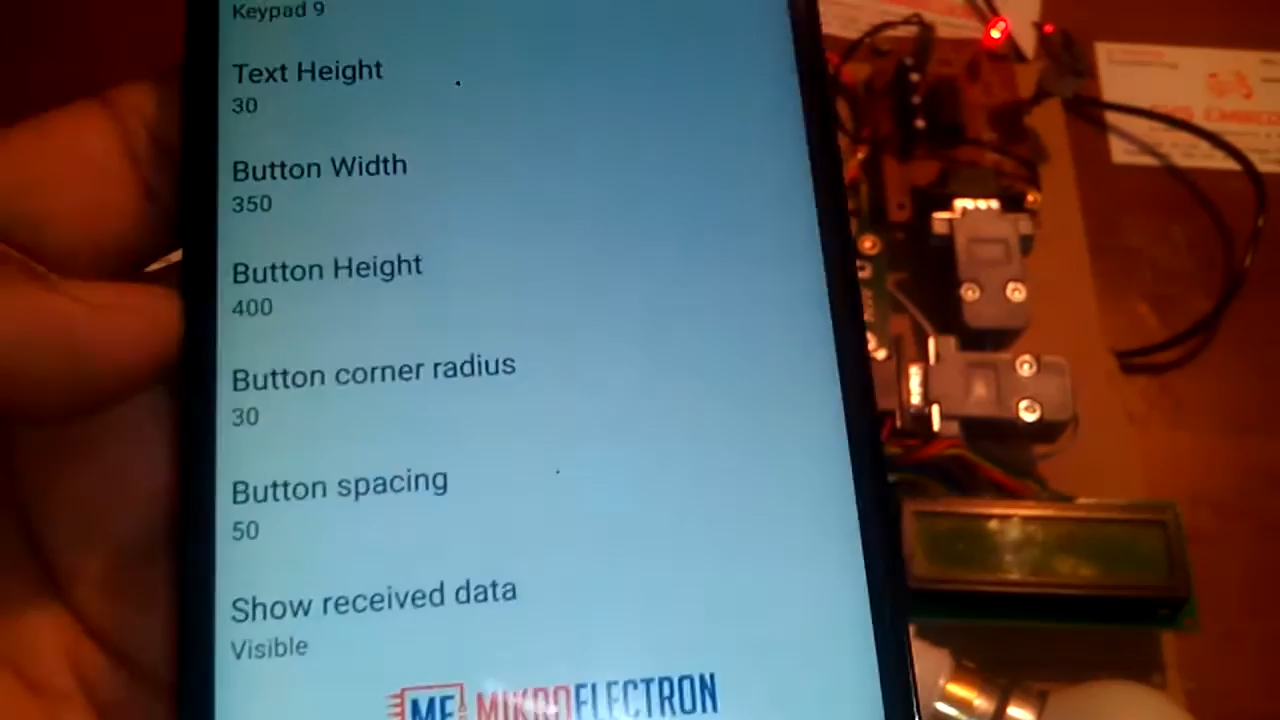 Keypad 9
Text Height
30
Button Width
350
Button Height
400
Button corner radius
30
Button spacing
50
Show received data
Visible
ME MIKROELECTRON